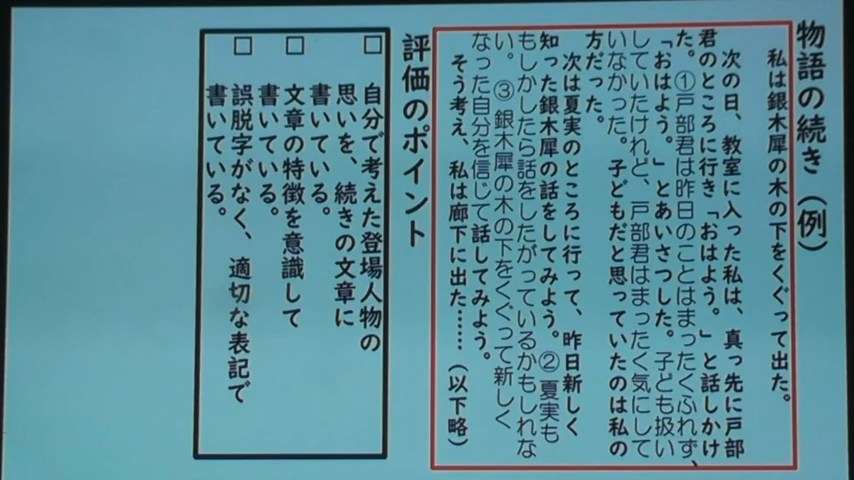 物語の続き（例）
私は銀木犀の木の下をくぐって出た。
次の日、教室に入った私は、真っ先に戸部
君のところに行き「おはよう。」と話しかけ
た。①戸部君は昨日のことはまったくふれず、
「おはよう。」とあいさつした。子ども扱い
していたけれど、戸部君はまったく気にして
いなかった。子どもだと思っていたのは私の
方だった。
次は夏実のところに行って、昨日新しく
知った銀木犀の話をしてみよう。②夏実も
もしかしたら話をしたがっているかもしれな
い。③銀木犀の木の下をくぐって新しく
なった自分を信じて話してみよう。
そう考え、私は廊下に出た……（以下略）
評価のポイント
□ 自分で考えた登場人物の
思いを、続きの文章に
書いている。
□ 文章の特徴を意識して
書いている。
□ 誤脱字がなく、適切な表記で
書いている。